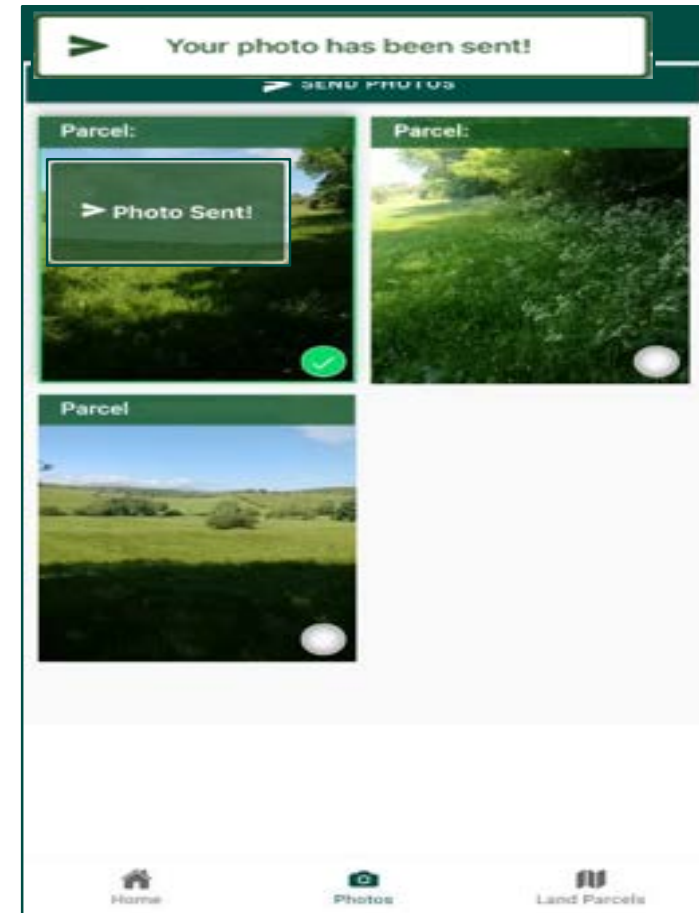 Your photo has been sent!
SEND PHOTOS
Parcel:
Parcel:
Photo Sent!
Parcel
Home
Photos
Land Parcels